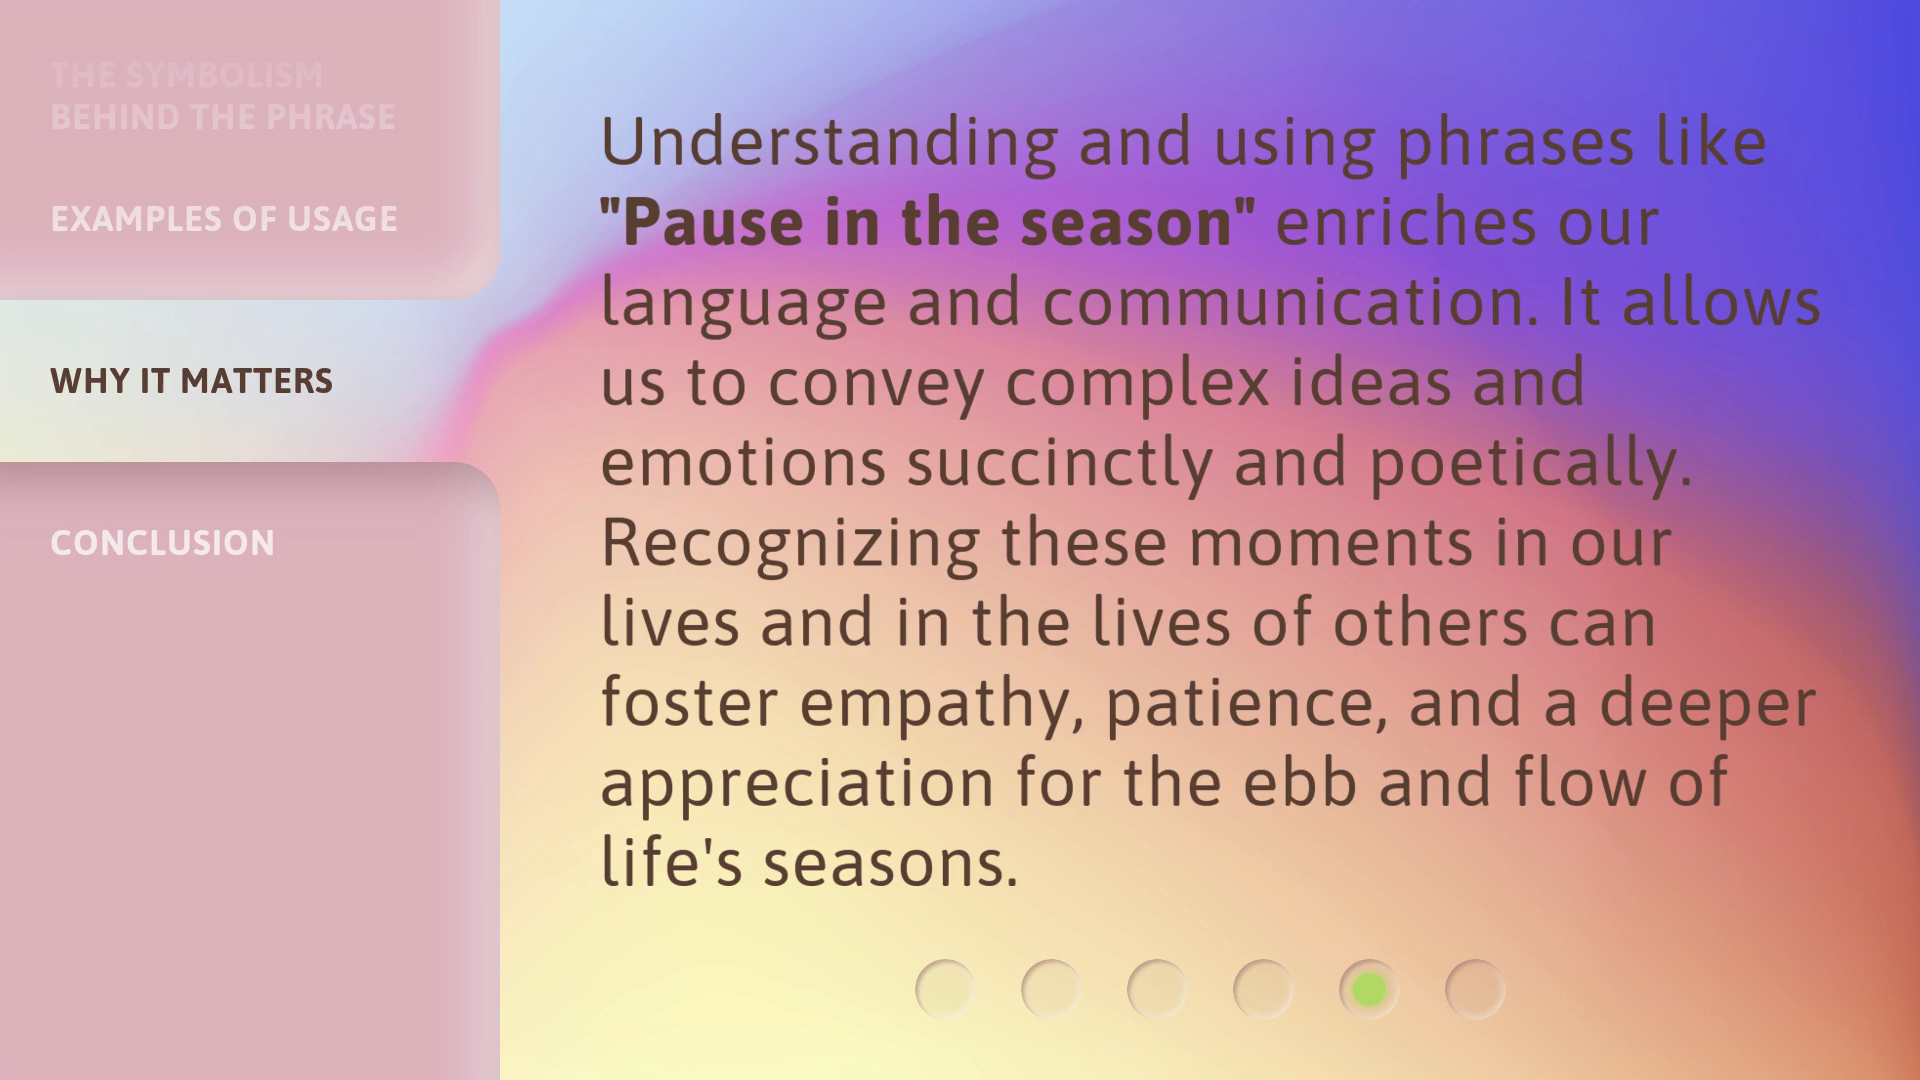 THE SYMBOLISM
BEHIND THE PHRASE
EXAMPLES OF USAGE
WHY IT MATTERS
CONCLUSION
Understanding and using phrases like
"Pause in the season" enriches our
language and communication. It allows
us to convey complex ideas and
emotions succinctly and poetically.
Recognizing these moments in our
lives and in the lives of others can
foster empathy, patience, and a deeper
appreciation for the ebb and flow of
life's seasons.